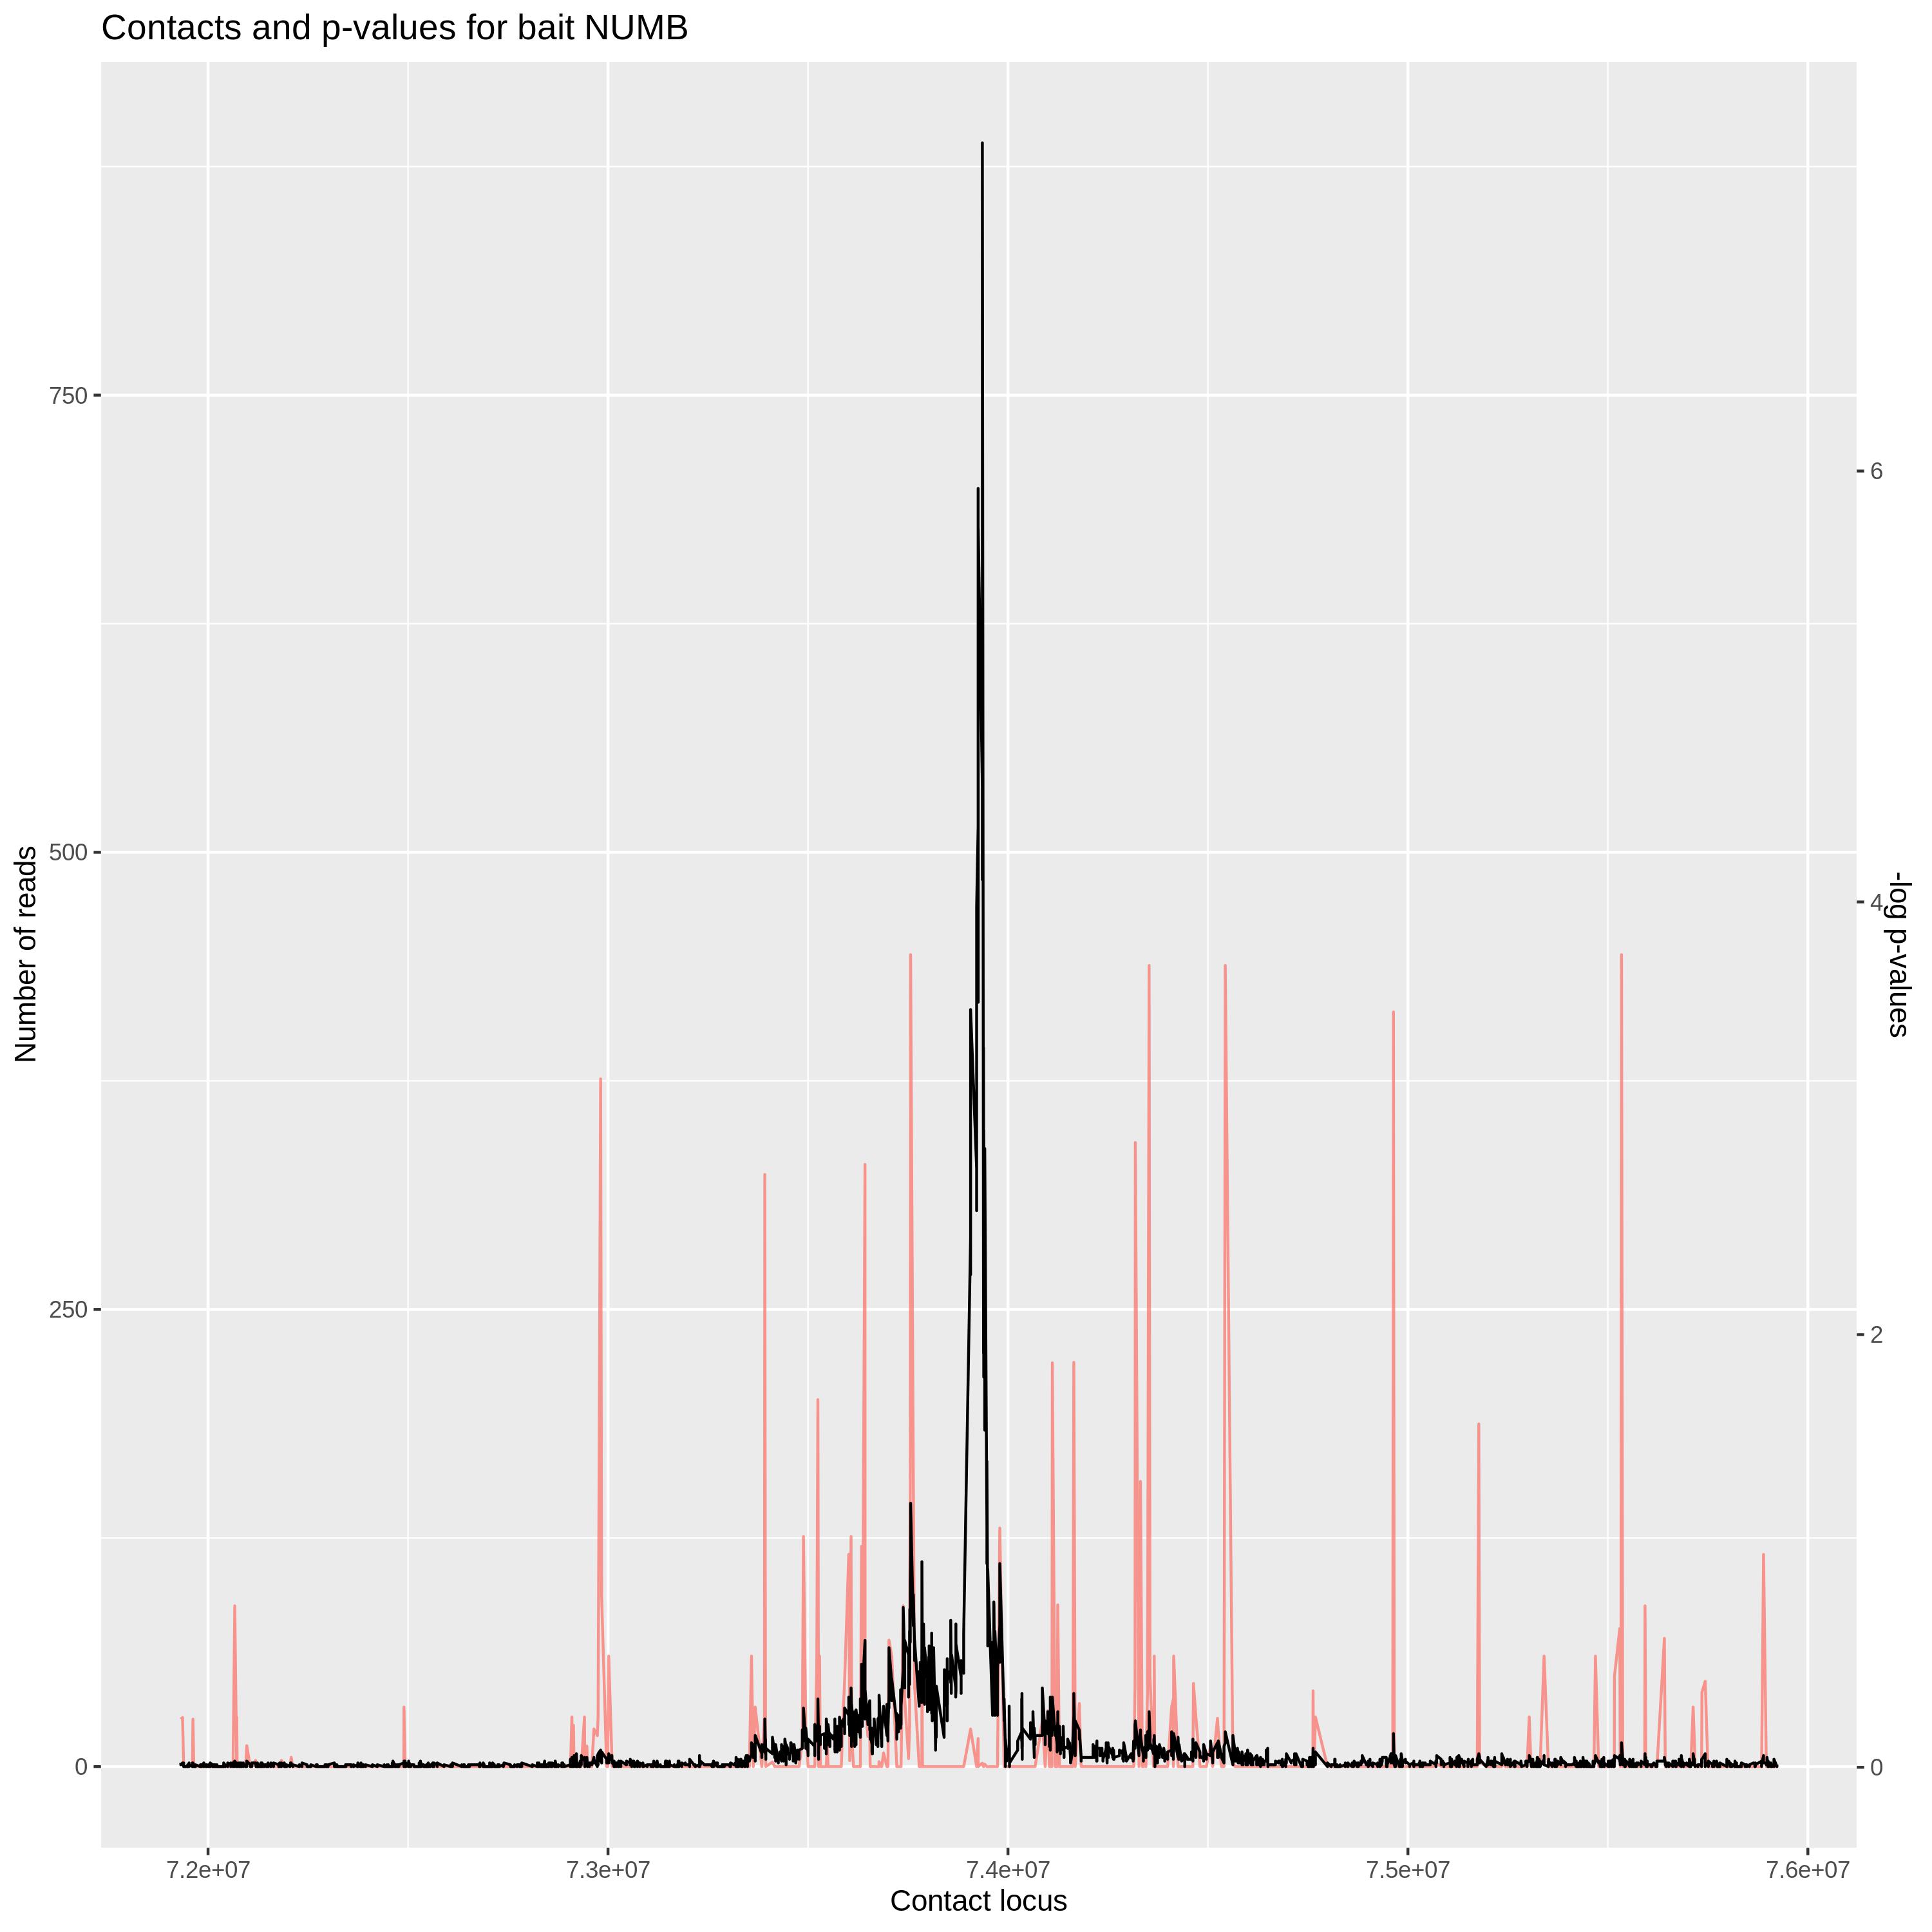 Contacts and p-values for bait NUMB
750
500
250
0
Number of reads
6
4
2
0
-log p-values
7.2e+07 7.3e+07 7.4e+07 7.5e+07 7.6e+07
Contact locus